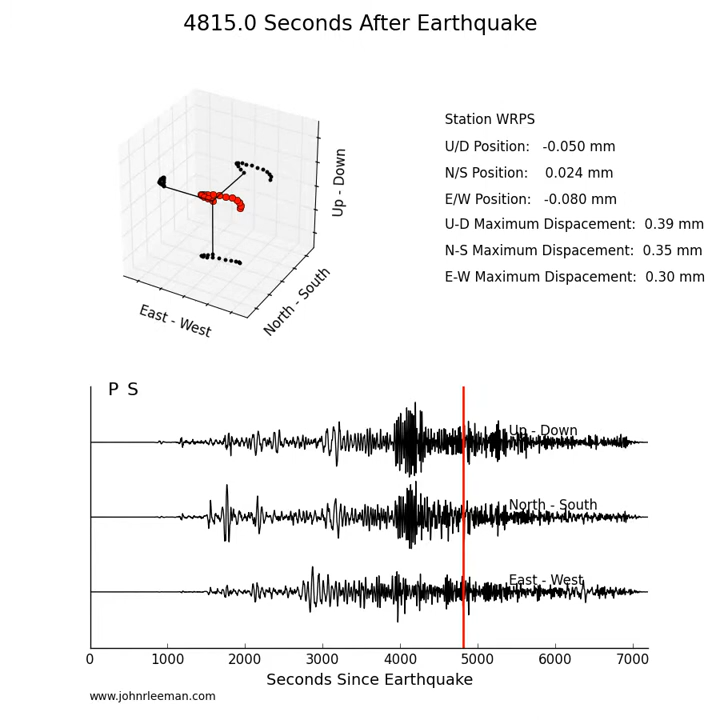 4815.0 Seconds After Earthquake
Up - Down
North - South
East - West
Station WRPS
U/D Position: -0.050 mm
N/S Position: 0.024 mm
E/W Position: -0.080 mm
U-D Maximum Dispacement: 0.39 mm
N-S Maximum Dispacement: 0.35 mm
E-W Maximum Dispacement: 0.30 mm
P S
Up - Down
North - South
East - West
0 1000 2000 3000 4000 5000 6000 7000
Seconds Since Earthquake
www.johnrleeman.com